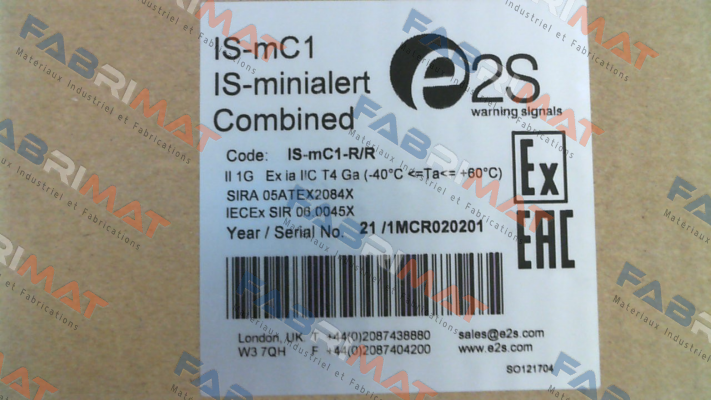 IS-mC1
IS-minialert
Combined
e2S
warning signals
Code: IS-mC1-R/R
II 1G Ex ia IIC T4 Ga (-40°C <=Ta<= +60°C)
SIRA 05ATEX2084X
IECEx SIR 06.0045X
Year / Serial No. 21 /1MCR020201
Ex
EAC
London, UK. T +44(0)2087438880 sales@e2s.com
W3 7QH F +44(0)2087404200 www.e2s.com
SO121704
FABRIMAT
Materiaux Industriel et Fabrications